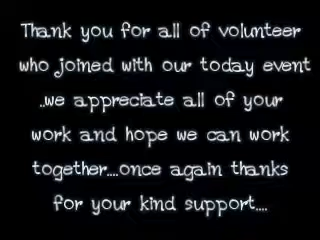 Thank you for all of volunteer
who joined with our today event
..we appreciate all of your
work and hope we can work
together....once again thanks
for your kind support....